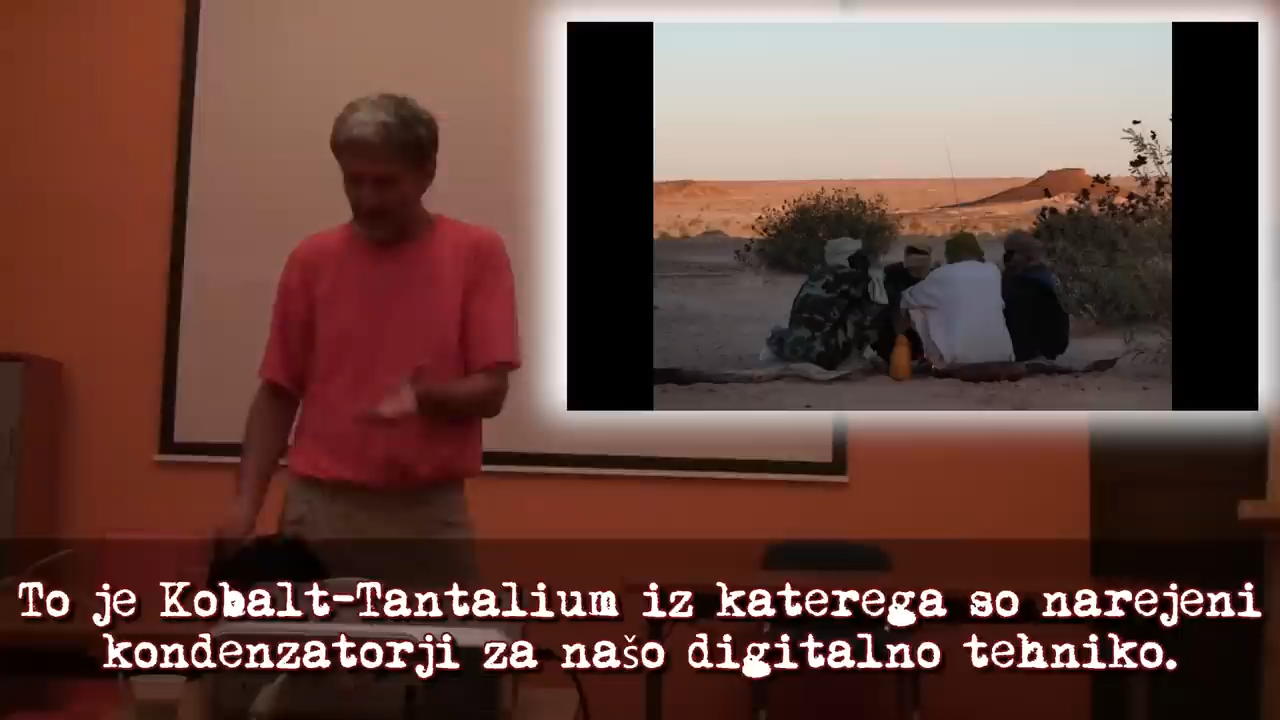 To je Kobalt-Tantalium iz katerega so narejeni
kondenzatorji za našo digitalno tehniko.